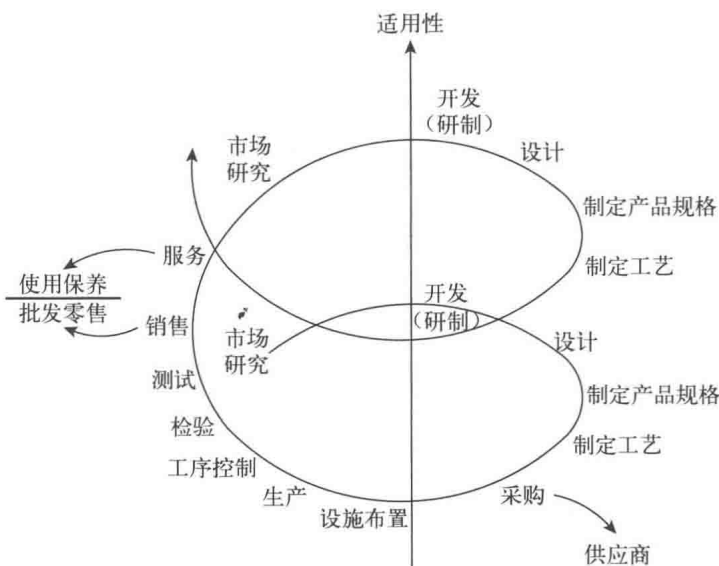 适用性
开发
（研制）
市场
研究
设计
制定产品规格
服务
制定工艺
使用保养
批发零售
销售
开发
（研制）
市场
研究
设计
测试
制定产品规格
检验
制定工艺
工序控制
生产
采购
设施布置
供应商